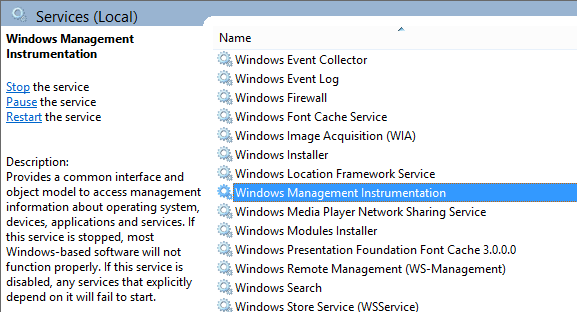 Services (Local)
Windows Management
Instrumentation
Stop the service
Pause the service
Restart the service
Description:
Provides a common interface and
object model to access management
information about operating system,
devices, applications and services. If
this service is stopped, most
Windows-based software will not
function properly. If this service is
disabled, any services that explicitly
depend on it will fail to start.
Name
Windows Event Collector
Windows Event Log
Windows Firewall
Windows Font Cache Service
Windows Image Acquisition (WIA)
Windows Installer
Windows Location Framework Service
Windows Management Instrumentation
Windows Media Player Network Sharing Service
Windows Modules Installer
Windows Presentation Foundation Font Cache 3.0.0.0
Windows Remote Management (WS-Management)
Windows Search
Windows Store Service (WSService)